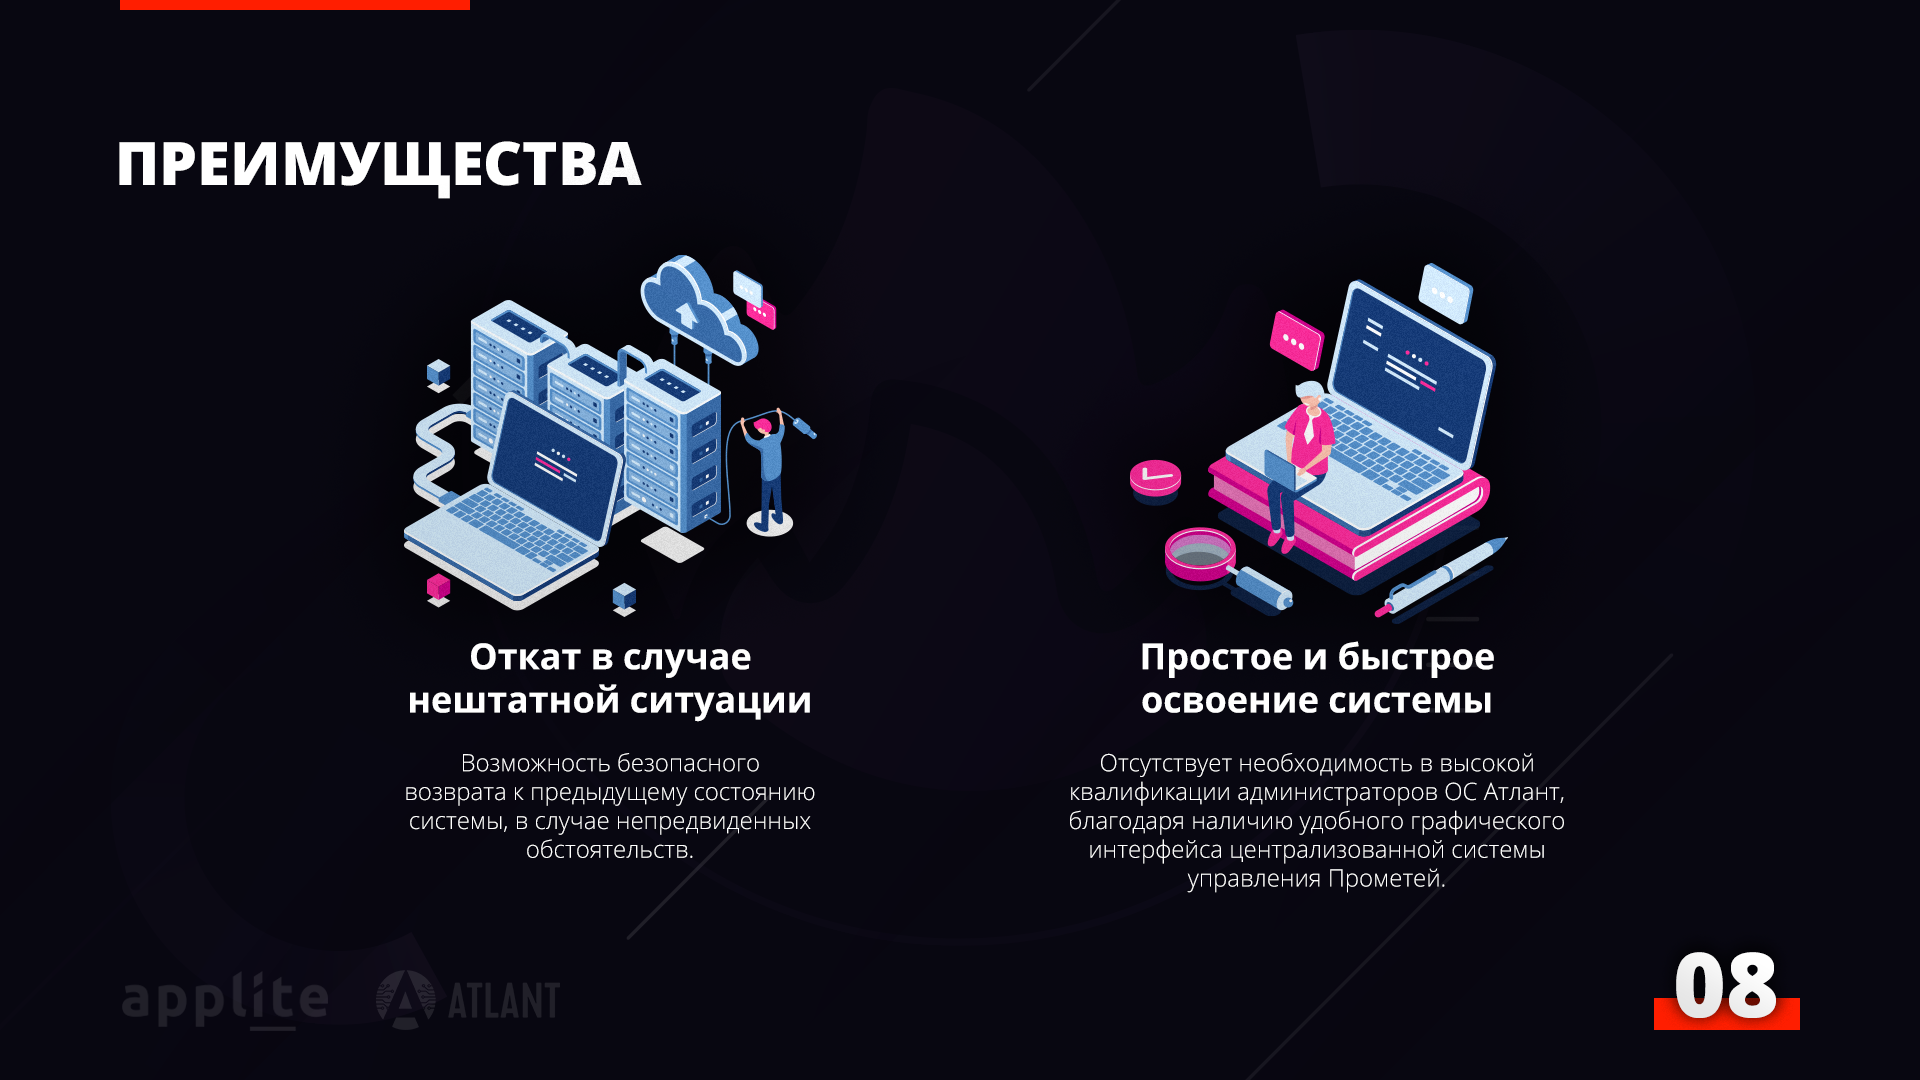 ПРЕИМУЩЕСТВА
Откат в случае
нештатной ситуации
Возможность безопасного
возврата к предыдущему состоянию
системы, в случае непредвиденных
обстоятельств.
Простое и быстрое
освоение системы
Отсутствует необходимость в высокой
квалификации администраторов ОС Атлант,
благодаря наличию удобного графического
интерфейса централизованной системы
управления Прометей.
applite
ATLANT
08